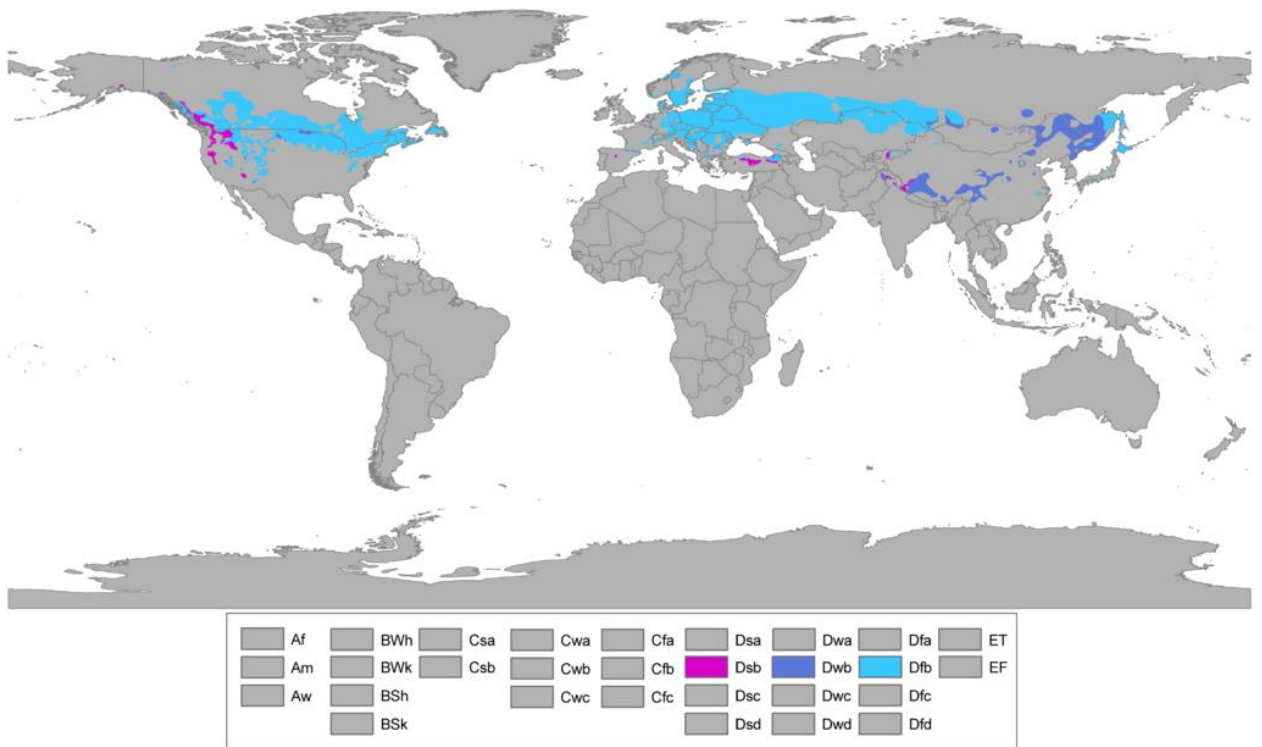 Af BWh Csa Cwa Cfa Dsa Dwa Dfa ET
Am BWk Csb Cwb Cfb Dsb Dwb Dfb EF
Aw BSh Cwc Cfc Dsc Dwc Dfc
BSk Dsd Dwd Dfd